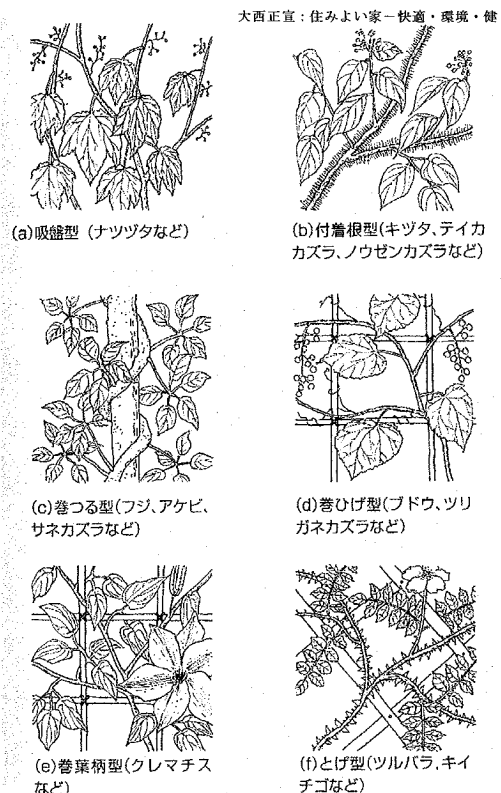 大西正宣：住みよい家－快適・環境・健
(a)吸盤型（ナツヅタなど）
(b)付着根型(キヅタ、テイカ
カズラ、ノウゼンカズラなど)
(c)巻つる型(フジ、アケビ、
サネカズラなど)
(d)巻ひげ型(ブドウ、ツリ
ガネカズラなど)
(e)巻葉柄型(クレマチス
など)
(f)とげ型(ツルバラ,キイ
チゴなど)